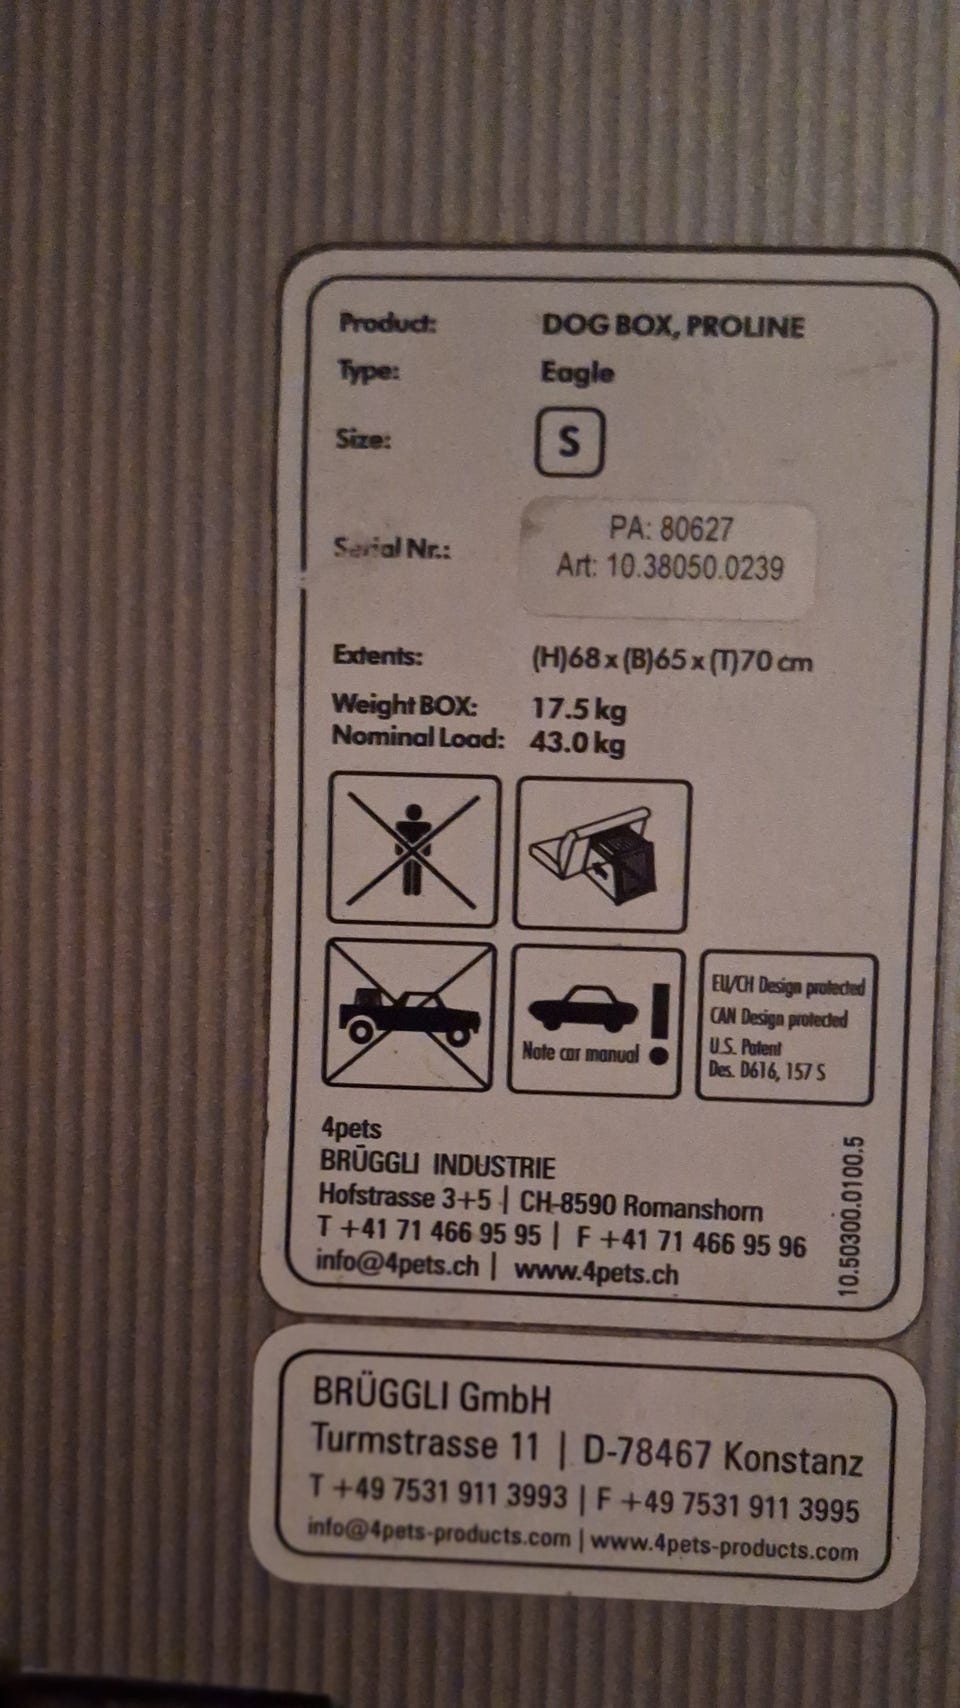 Product: DOG BOX, PROLINE
Type: Eagle
Size: S
Serial Nr.: PA: 80627
Art: 10.38050.0239
Extents: (H)68 x (B)65 x (T)70 cm
Weight BOX: 17.5 kg
Nominal Load: 43.0 kg
Note car manual
EU/CH Design protected
CAN Design protected
U.S. Patent
Des. D616, 157 S
4pets
BRÜGGLI INDUSTRIE
Hofstrasse 3+5 | CH-8590 Romanshorn
T +41 71 466 95 95 | F +41 71 466 95 96
info@4pets.ch | www.4pets.ch
10.50300.0100.5
BRÜGGLI GmbH
Turmstrasse 11 | D-78467 Konstanz
T +49 7531 911 3993 | F +49 7531 911 3995
info@4pets-products.com | www.4pets-products.com